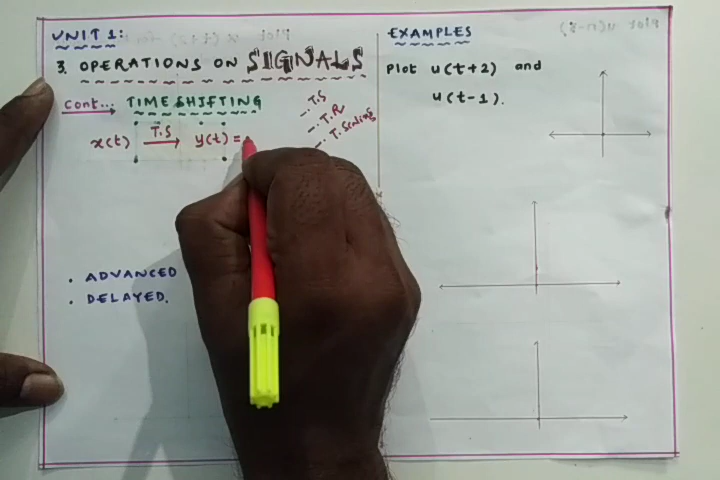 UNIT 1:
3. OPERATIONS ON SIGNALS
cont... TIME SHIFTING
x(t) T.S → y(t) =
- T.S
- T.R
- T. Scaling
. ADVANCED
. DELAYED.
EXAMPLES
Plot u(t+2) and
u(t-1).